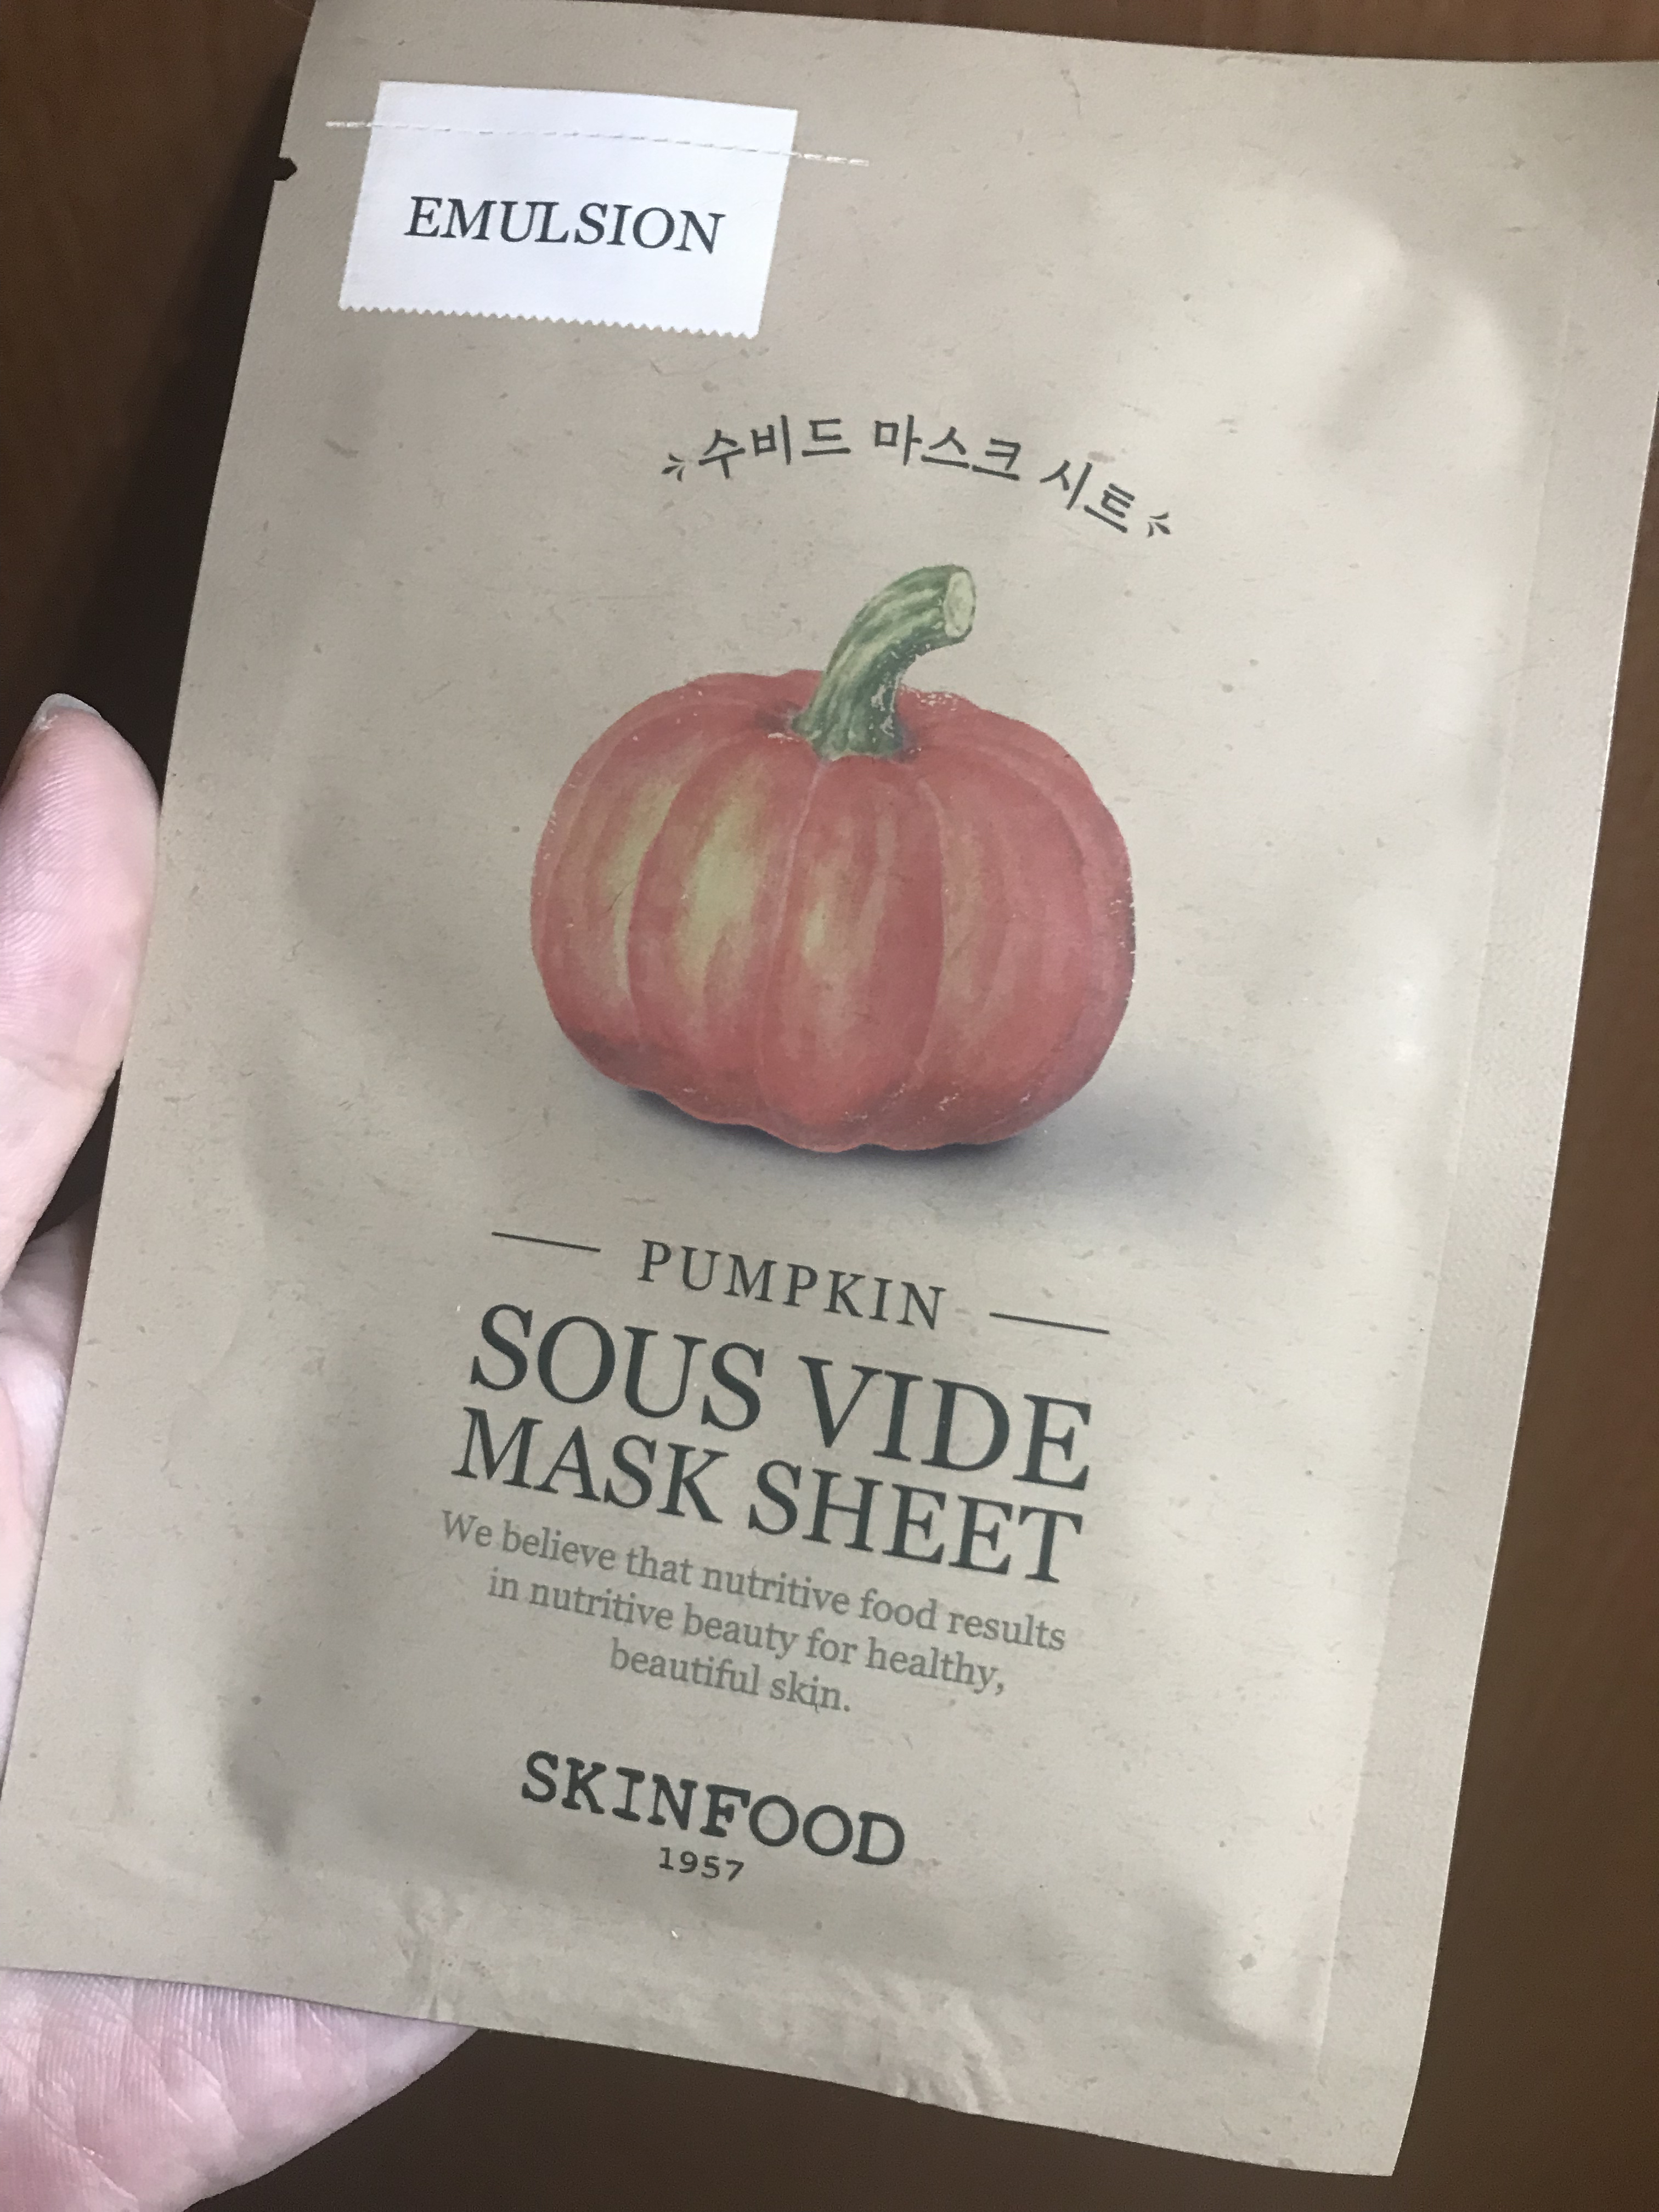 EMULSION
수비드 마스크 시트
PUMPKIN
SOUS VIDE
MASK SHEET
We believe that nutritive food results
in nutritive beauty for healthy,
beautiful skin.
SKINFOOD
1957